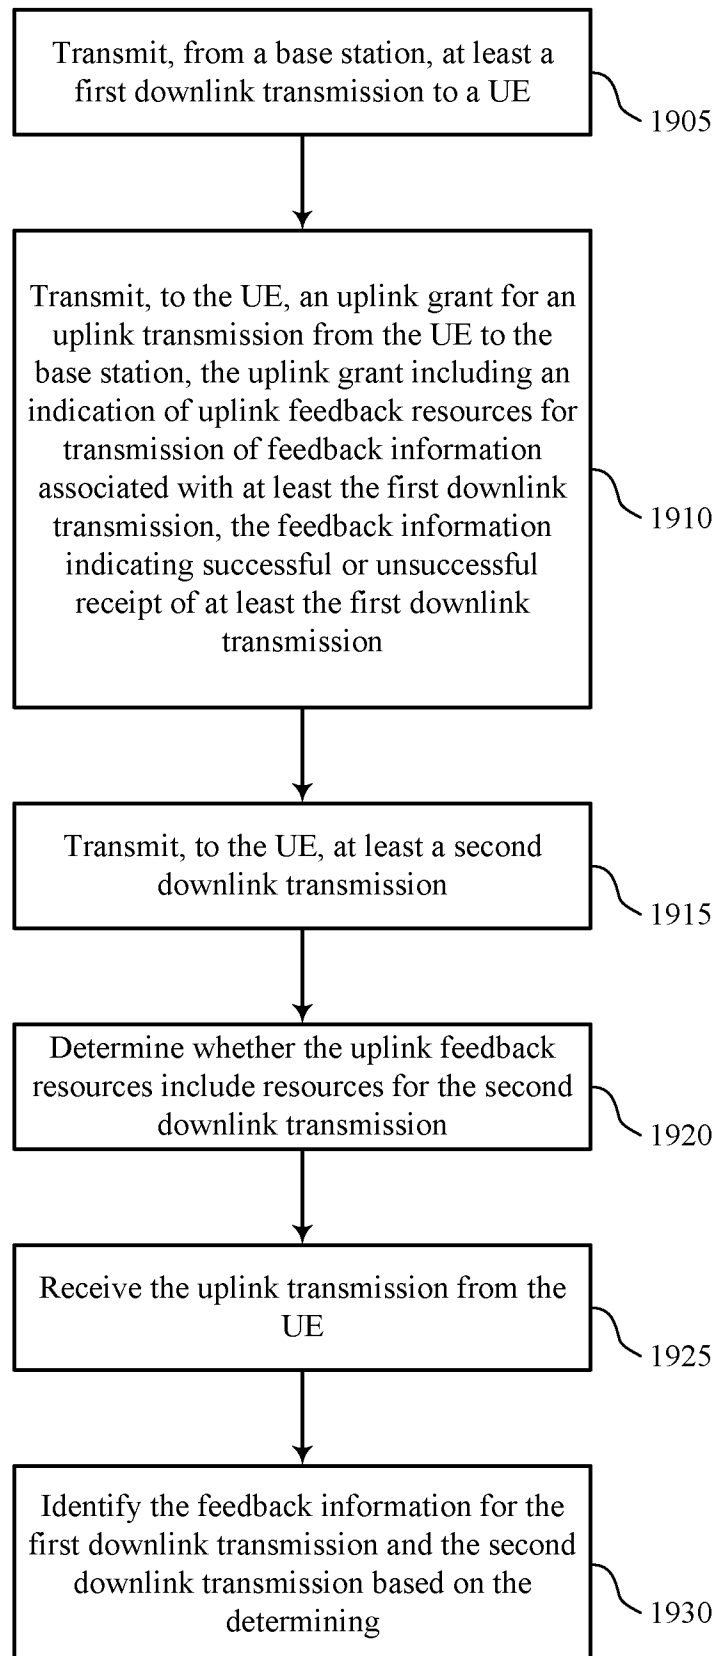 Transmit, from a base station, at least a
first downlink transmission to a UE
1905
Transmit, to the UE, an uplink grant for an
uplink transmission from the UE to the
base station, the uplink grant including an
indication of uplink feedback resources for
transmission of feedback information
associated with at least the first downlink
transmission, the feedback information
indicating successful or unsuccessful
receipt of at least the first downlink
transmission
1910
Transmit, to the UE, at least a second
downlink transmission
1915
Determine whether the uplink feedback
resources include resources for the second
downlink transmission
1920
Receive the uplink transmission from the
UE
1925
Identify the feedback information for the
first downlink transmission and the second
downlink transmission based on the
determining
1930